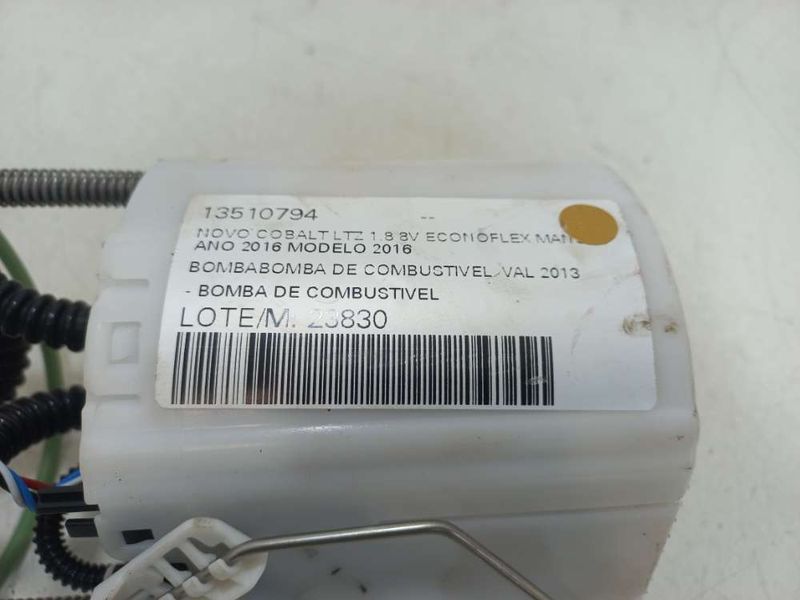 13510794 --
NOVO COBALT LTZ 1.8 8V ECONOFLEX
ANO 2016 MODELO 2016
BOMBABOMBA DE COMBUSTIVEL/VAL 2013
- BOMBA DE COMBUSTIVEL
LOTE/M: 23830